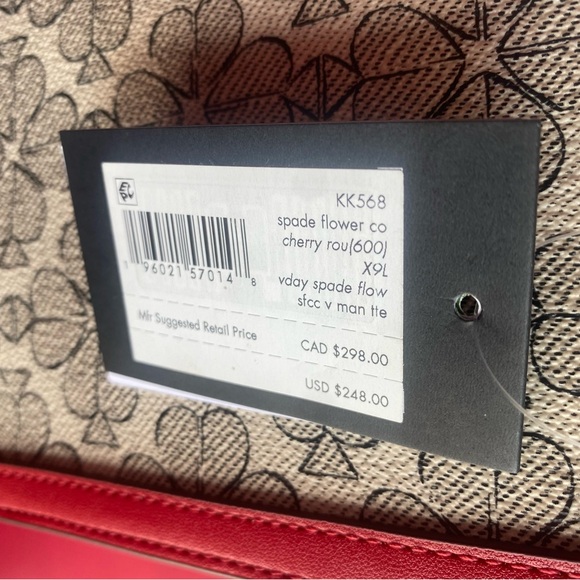 KK568
spade flower co
cherry rou(600)
X9L
vday spade flow
sfcc v man tte
1 96021 57014 8
Mfr Suggested Retail Price
CAD $298.00
USD $248.00